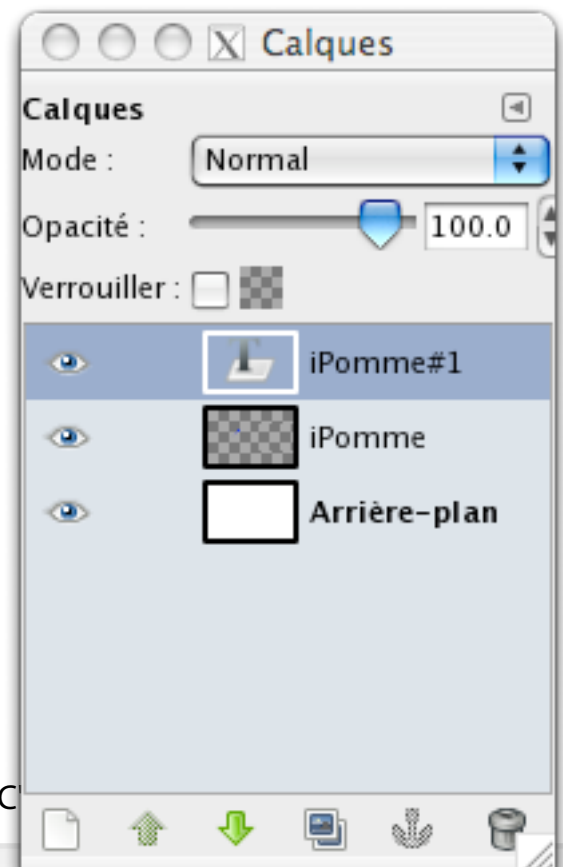 Calques
Calques
Mode :
Normal
Opacité :
100.0
Verrouiller :
iPomme#1
iPomme
Arrière-plan
C'